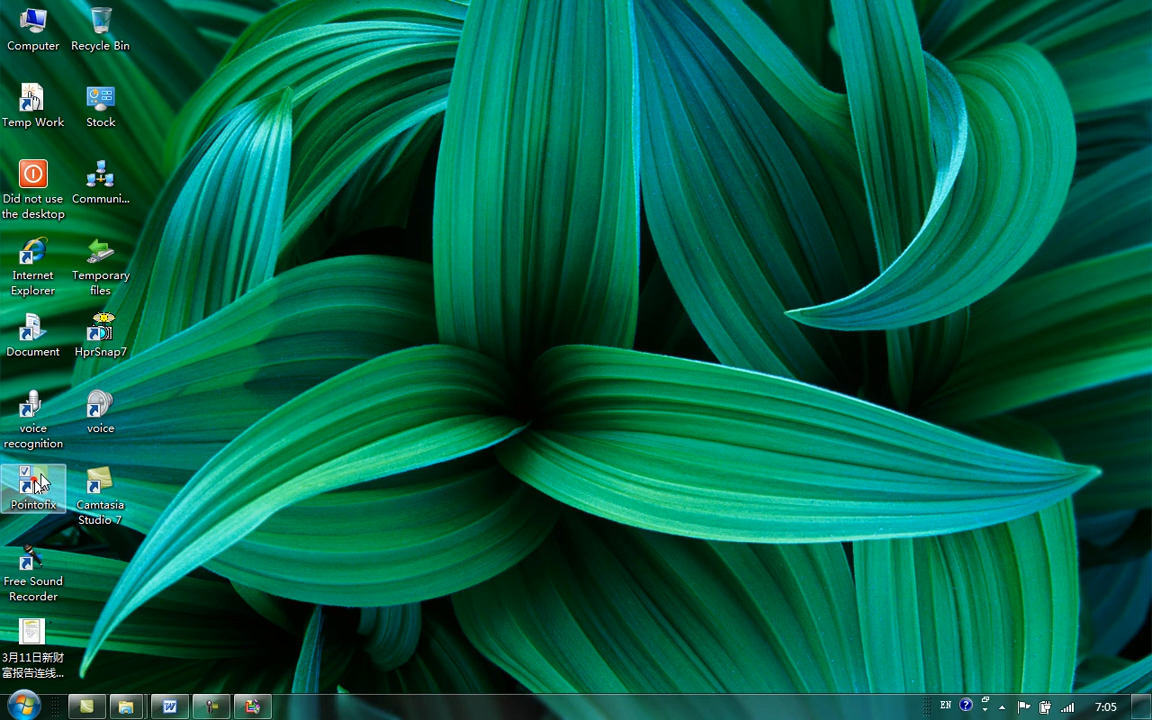 Computer
Recycle Bin
Temp Work
Stock
Did not use
the desktop
Communi...
Internet
Explorer
Temporary
files
Document
HprSnap7
voice
recognition
voice
Pointofix
Camtasia
Studio 7
Free Sound
Recorder
3月11日新财
富报告连线...
EN
7:05